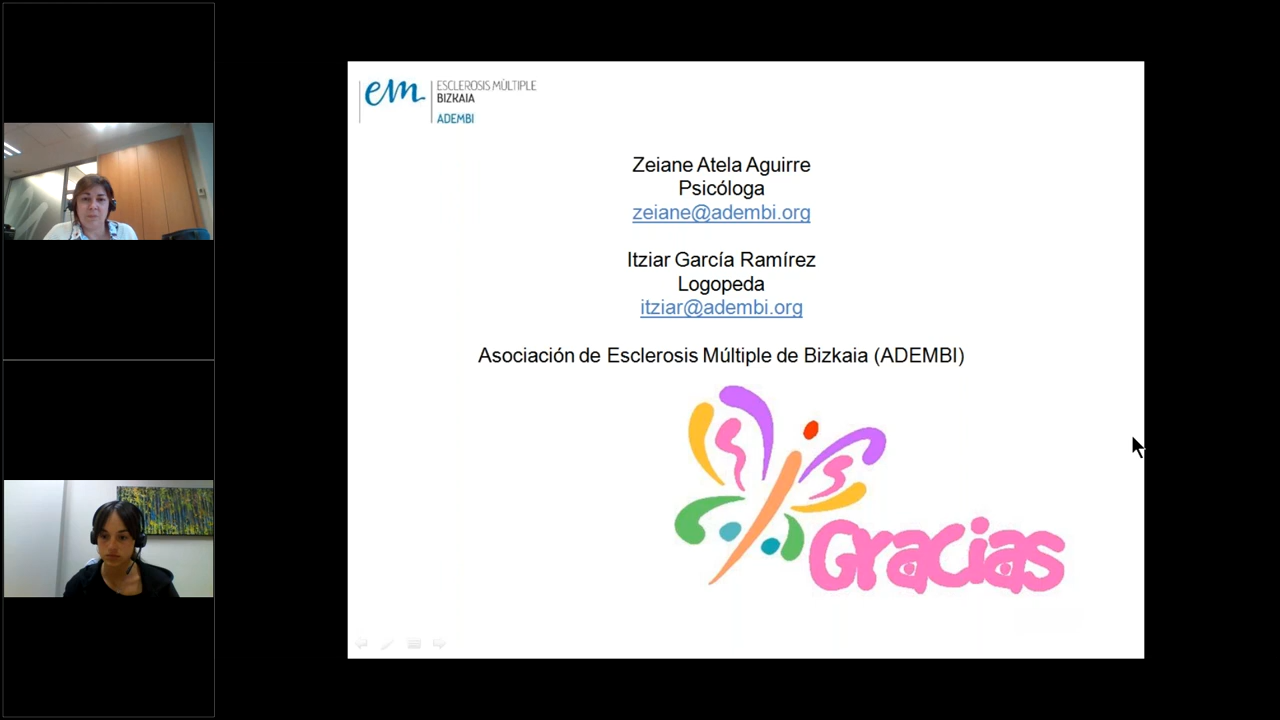 em
ESCLEROSIS MÚLTIPLE
BIZKAIA
ADEMBI
Zeiane Atela Aguirre
Psicóloga
zeiane@adembi.org
Itziar García Ramírez
Logopeda
itziar@adembi.org
Asociación de Esclerosis Múltiple de Bizkaia (ADEMBI)
Gracias